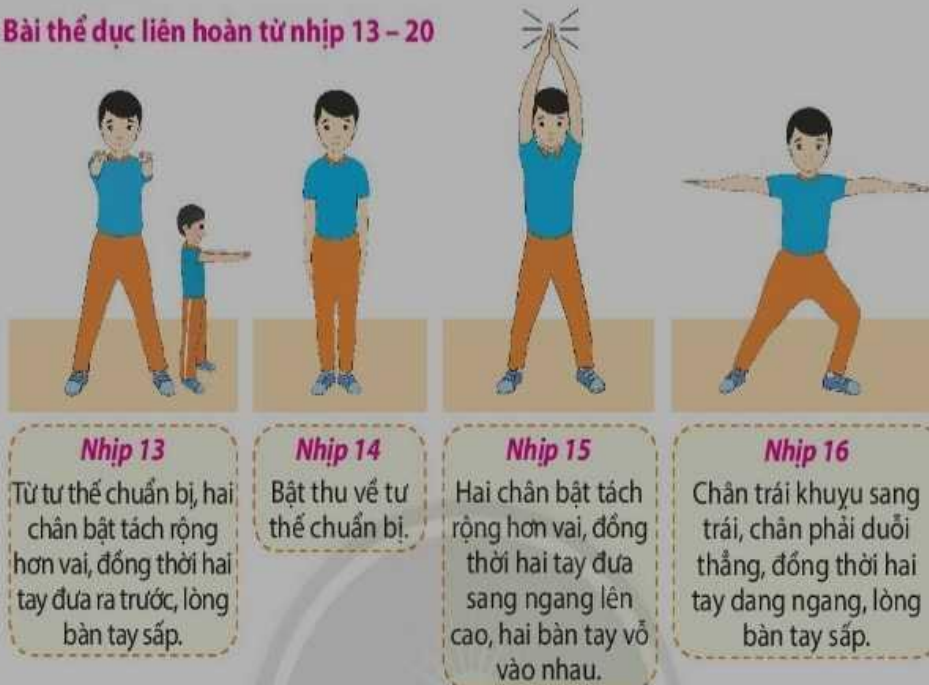 Bài thể dục liên hoàn từ nhịp 13 – 20
Nhịp 13
Từ tư thế chuẩn bị, hai
chân bật tách rộng
hơn vai, đồng thời hai
tay đưa ra trước, lòng
bàn tay sấp.
Nhịp 14
Bật thu về tư
thế chuẩn bị.
Nhịp 15
Hai chân bật tách
rộng hơn vai, đồng
thời hai tay đưa
sang ngang lên
cao, hai bàn tay vỗ
vào nhau.
Nhịp 16
Chân trái khuỵu sang
trái, chân phải duỗi
thẳng, đồng thời hai
tay dang ngang, lòng
bàn tay sấp.